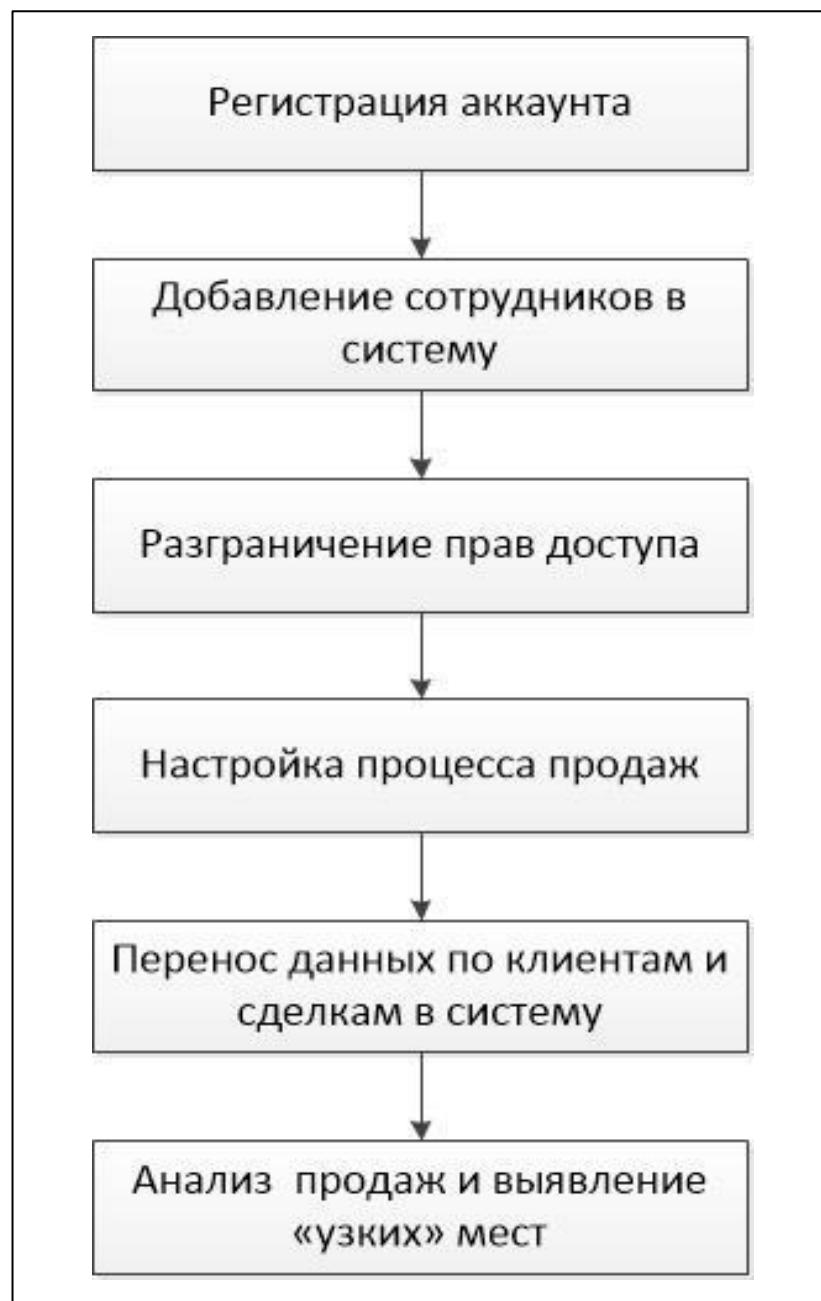 Регистрация аккаунта
Добавление сотрудников в
систему
Разграничение прав доступа
Настройка процесса продаж
Перенос данных по клиентам и
сделкам в систему
Анализ  продаж и выявление
«узких» мест